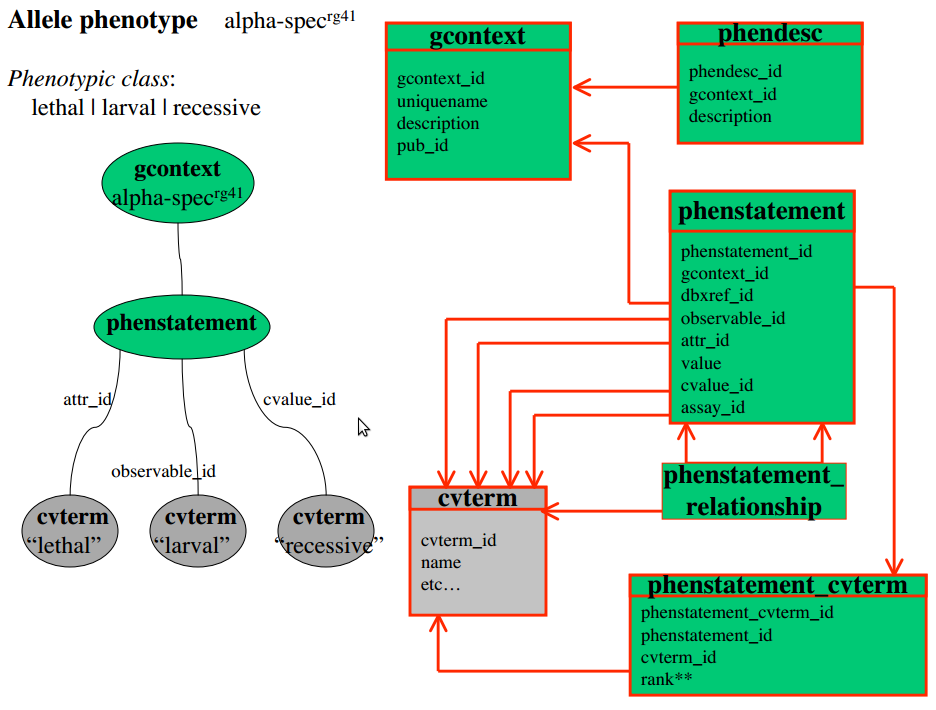 Allele phenotype alpha-spec^rg41
Phenotypic class:
lethal | larval | recessive
gcontext
alpha-spec^rg41
phenstatement
attr_id
observable_id
cvalue_id
cvterm
“lethal”
cvterm
“larval”
cvterm
“recessive”
gcontext
gcontext_id
uniquename
description
pub_id
phendesc
phendesc_id
gcontext_id
description
phenstatement
phenstatement_id
gcontext_id
dbxref_id
observable_id
attr_id
value
cvalue_id
assay_id
phenstatement_
relationship
cvterm
cvterm_id
name
etc…
phenstatement_cvterm
phenstatement_cvterm_id
phenstatement_id
cvterm_id
rank**